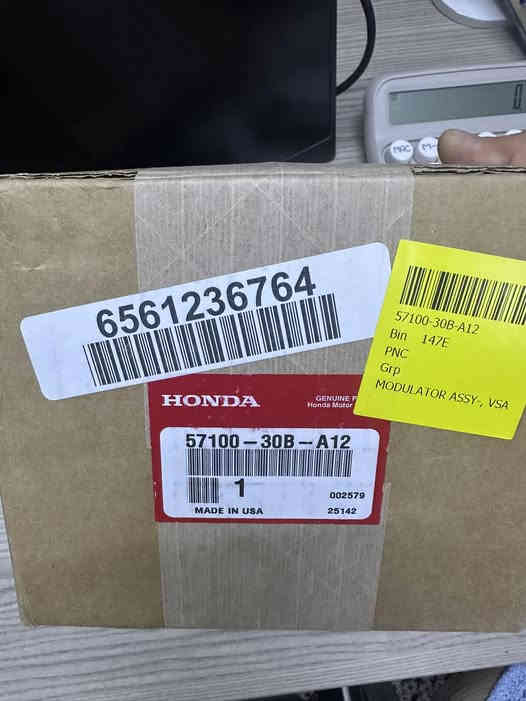 MRC
6561236764
57100-30B-A12
Bin 147E
PNC
Grp
MODULATOR ASSY-, VSA
HONDA
GENUINE
Honda Motor
57100-30B-A12
1
002579
MADE IN USA
25142